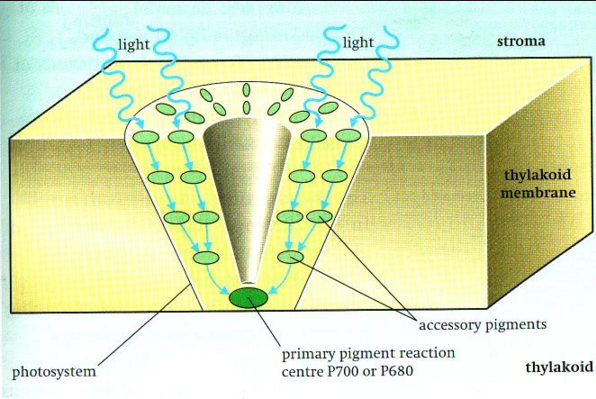 light
light
stroma
thylakoid
membrane
accessory pigments
primary pigment reaction
centre P700 or P680
photosystem
thylakoid